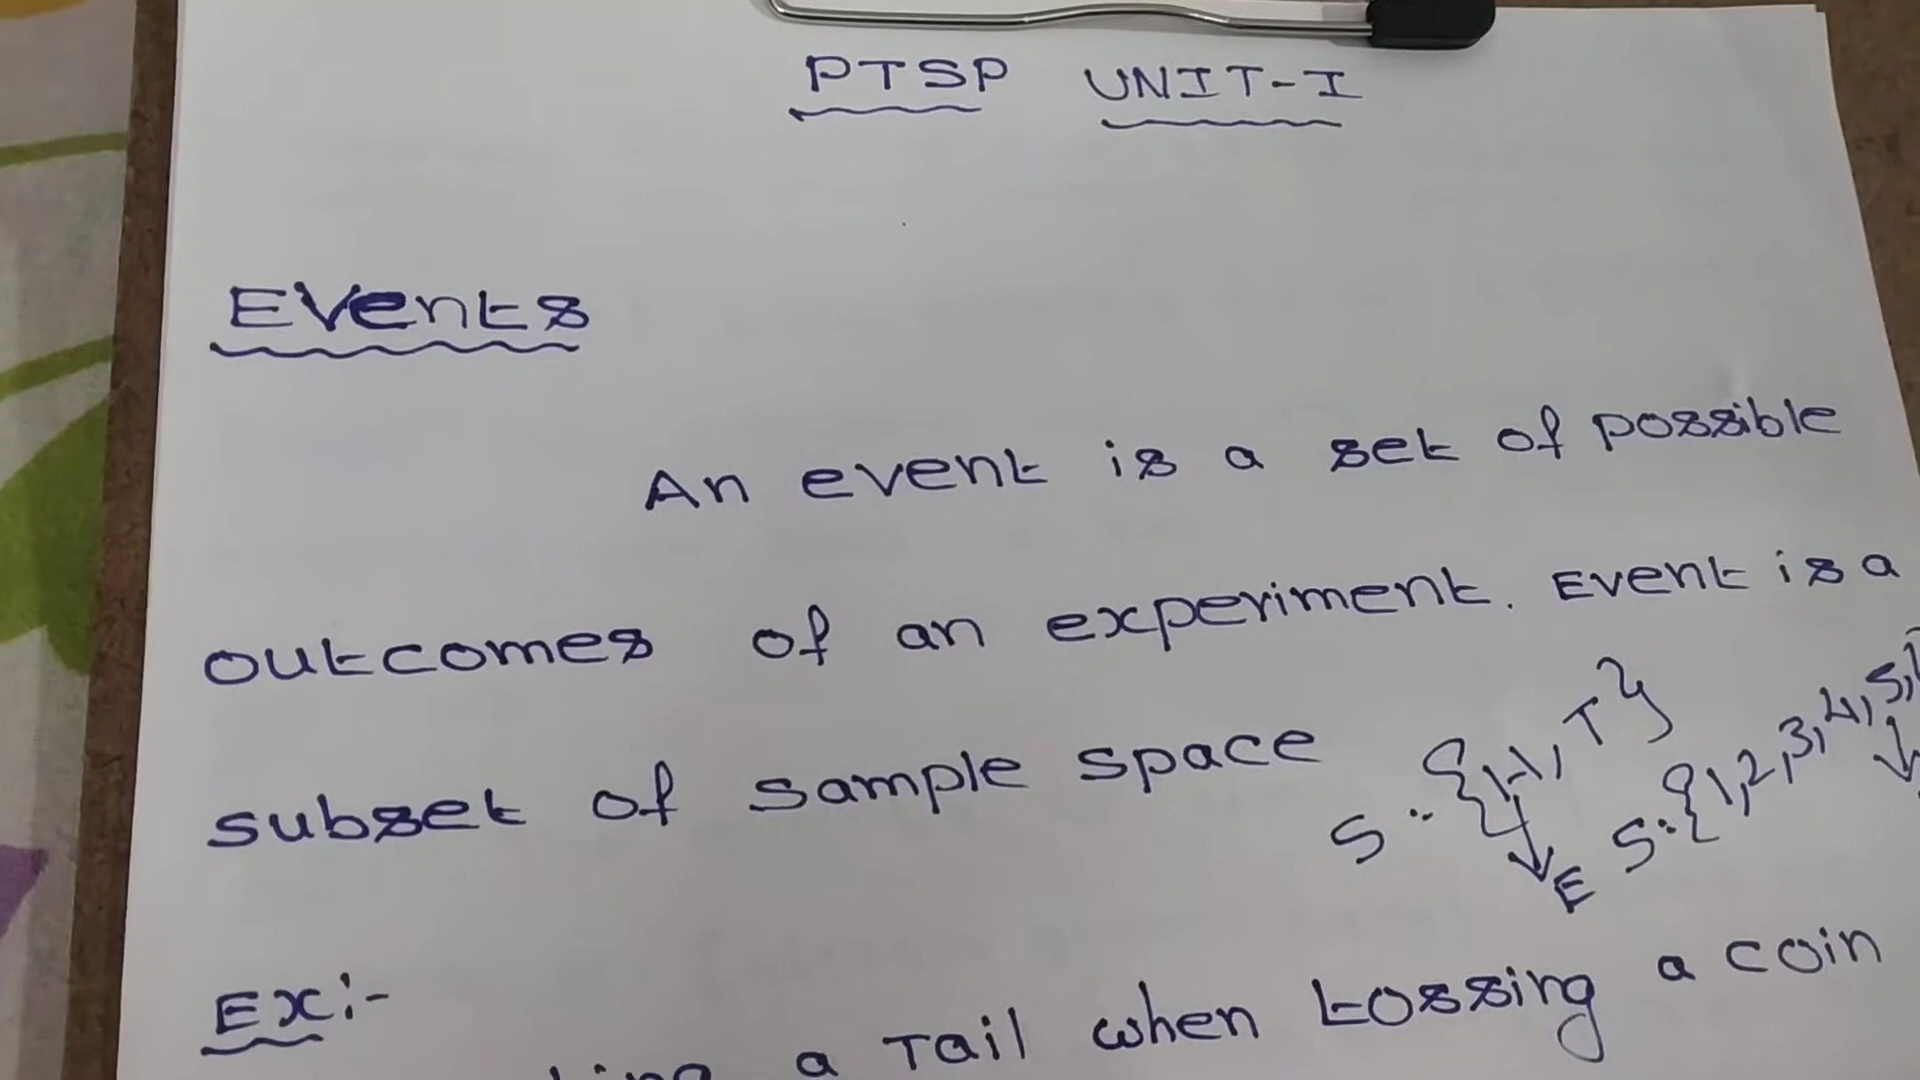 PTSP UNIT-I
Events
An event is a set of possible
outcomes of an experiment. Event is a
subset of sample space
S:{H,T}
E
S:{1,2,3,4,5,
EX:-
a Tail when tossing a coin